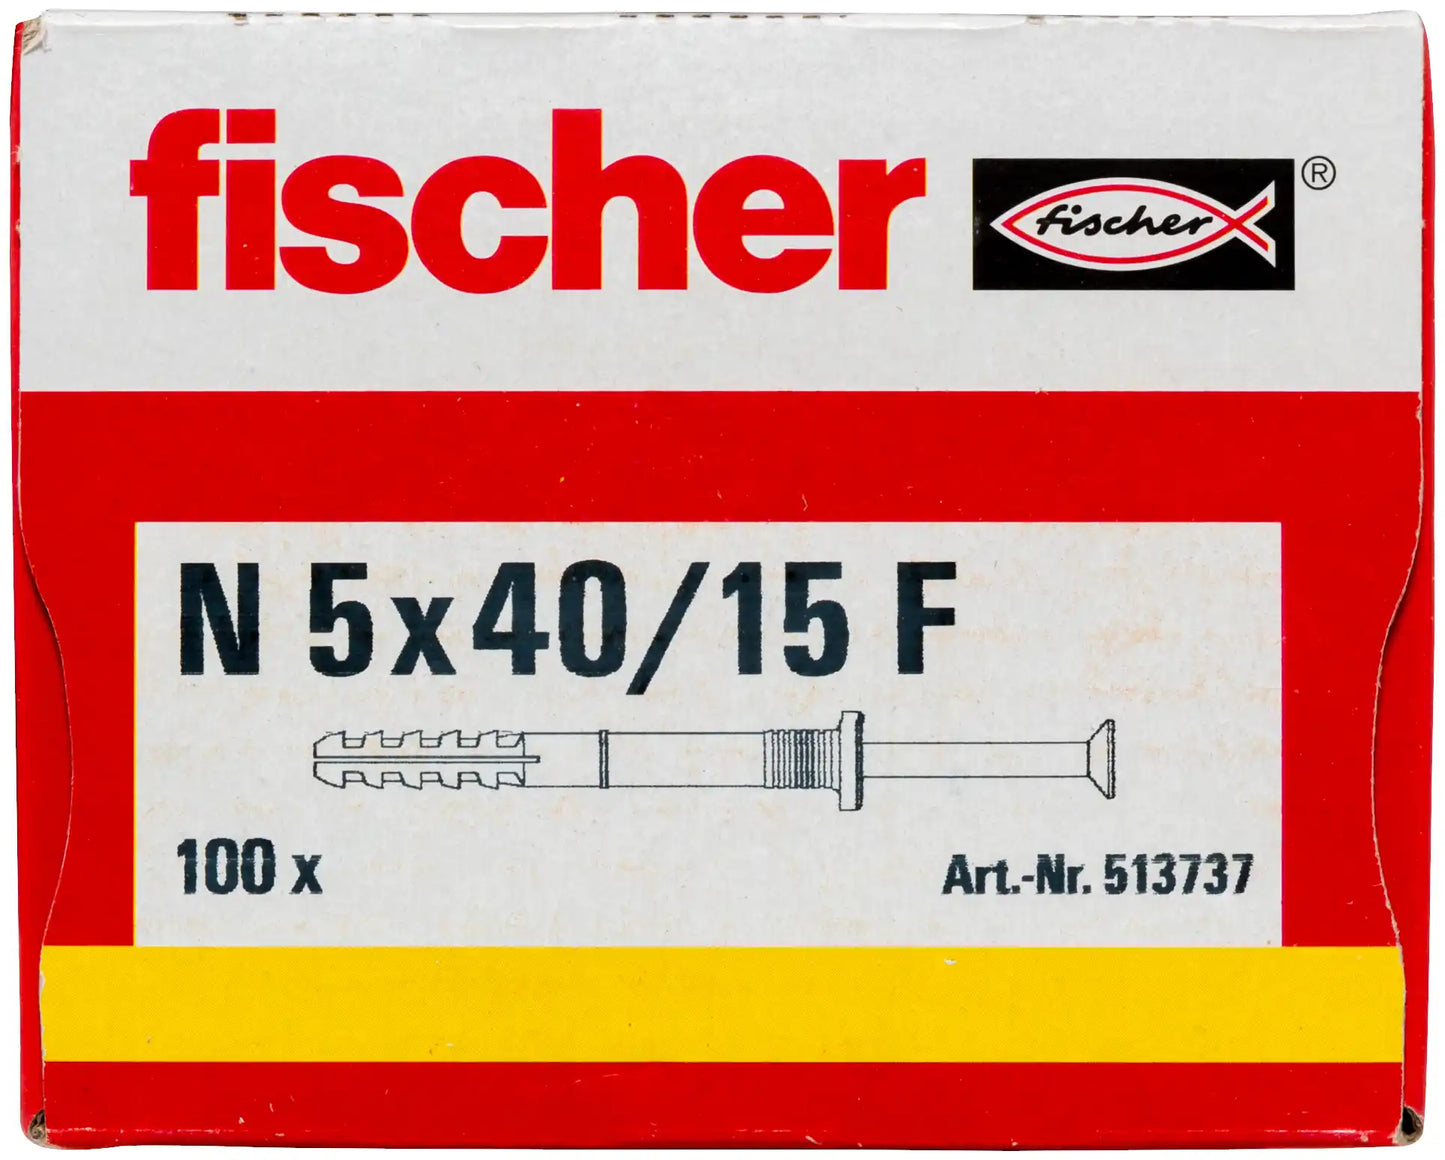 fischer
fischer ®
N 5x40/15 F
100 x
Art.-Nr. 513737